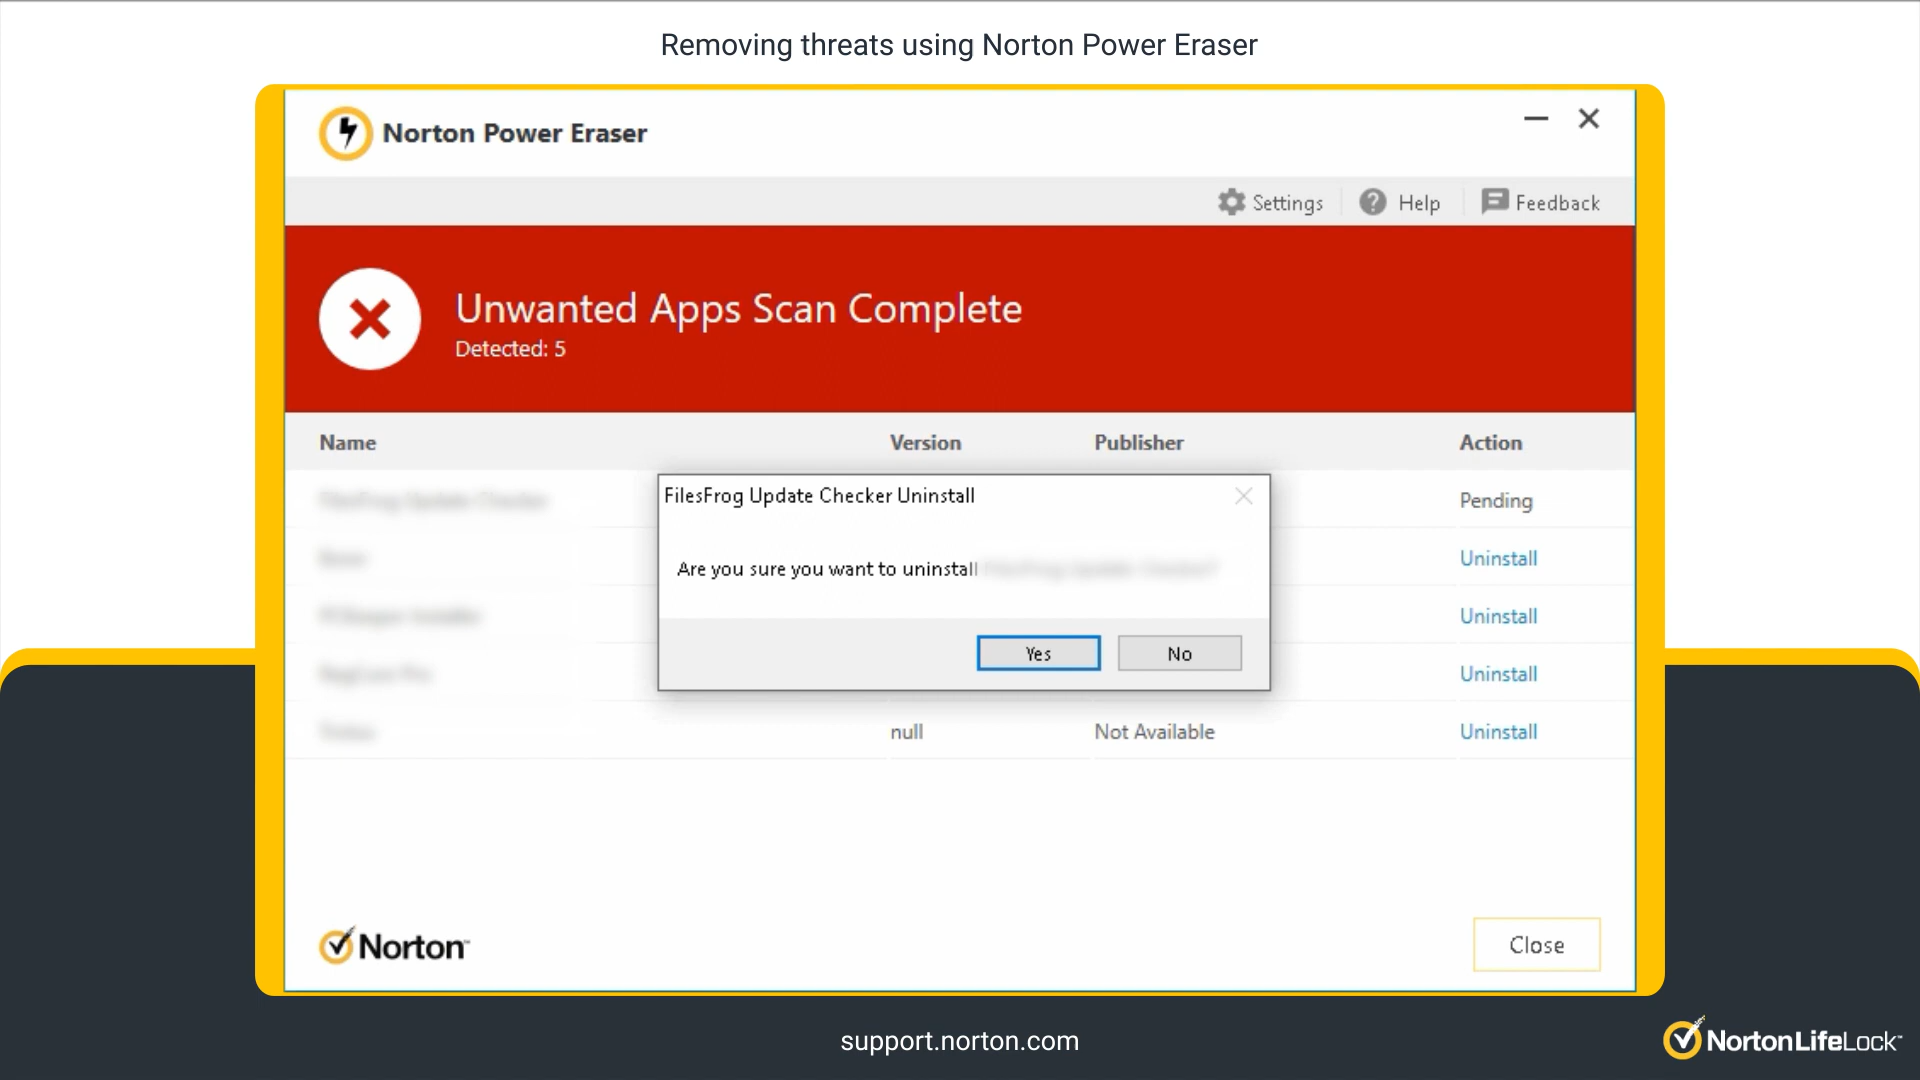 Removing threats using Norton Power Eraser
Norton Power Eraser
Settings
Help
Feedback
Unwanted Apps Scan Complete
Detected: 5
Name
Version
Publisher
Action
FilesFrog Update Checker Uninstall
Are you sure you want to uninstall
Yes
No
Pending
Uninstall
Uninstall
Uninstall
null
Not Available
Uninstall
Norton™
Close
support.norton.com
NortonLifeLock™